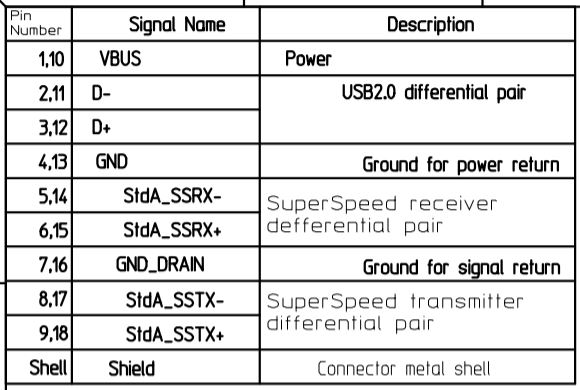 Pin Number Signal Name Description
1,10 VBUS Power
2,11 D- USB2.0 differential pair
3,12 D+
4,13 GND Ground for power return
5,14 StdA_SSRX- SuperSpeed receiver
6,15 StdA_SSRX+ defferential pair
7,16 GND_DRAIN Ground for signal return
8,17 StdA_SSTX- SuperSpeed transmitter
9,18 StdA_SSTX+ differential pair
Shell Shield Connector metal shell